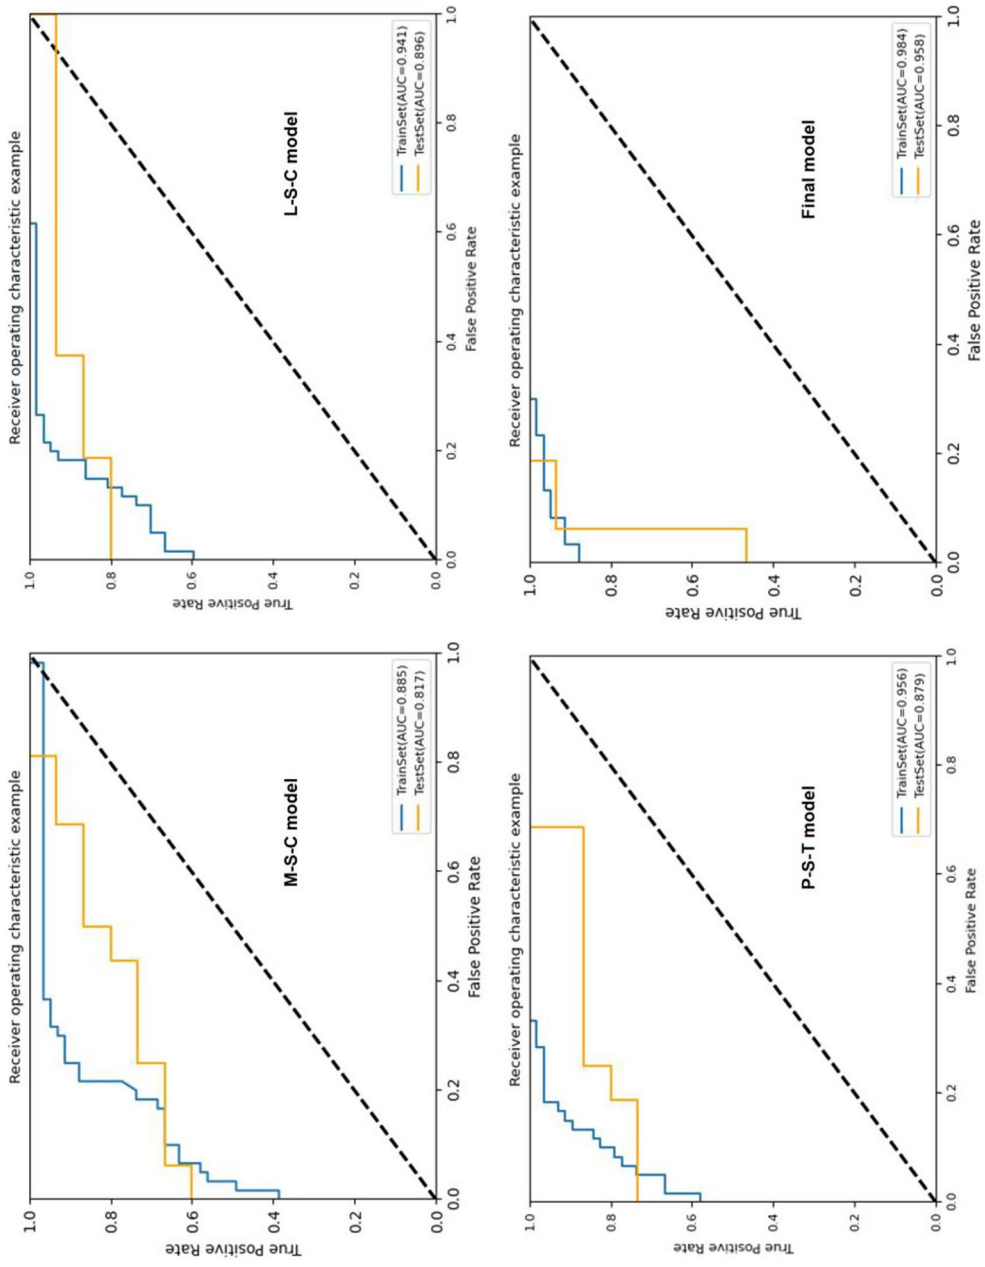 Receiver operating characteristic example
1.0
0.8
0.6
0.4
0.2
0.0
True Positive Rate
M-S-C model
TrainSet(AUC=0.885)
TestSet(AUC=0.817)
0.0 0.2 0.4 0.6 0.8 1.0
False Positive Rate
Receiver operating characteristic example
1.0
0.8
0.6
0.4
0.2
0.0
True Positive Rate
L-S-C model
TrainSet(AUC=0.941)
TestSet(AUC=0.896)
0.0 0.2 0.4 0.6 0.8 1.0
False Positive Rate
Receiver operating characteristic example
1.0
0.8
0.6
0.4
0.2
0.0
True Positive Rate
P-S-T model
TrainSet(AUC=0.956)
TestSet(AUC=0.879)
0.0 0.2 0.4 0.6 0.8 1.0
False Positive Rate
Receiver operating characteristic example
1.0
0.8
0.6
0.4
0.2
0.0
True Positive Rate
Final model
TrainSet(AUC=0.984)
TestSet(AUC=0.958)
0.0 0.2 0.4 0.6 0.8 1.0
False Positive Rate